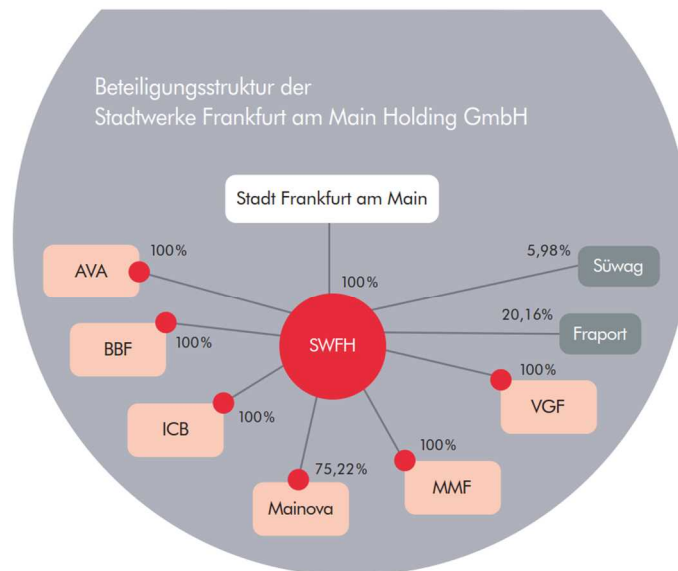 Beteiligungsstruktur der
Stadtwerke Frankfurt am Main Holding GmbH
Stadt Frankfurt am Main
100%
SWFH
100%
AVA
100%
BBF
100%
ICB
75,22%
Mainova
100%
MMF
100%
VGF
20,16%
Fraport
5,98%
Süwag